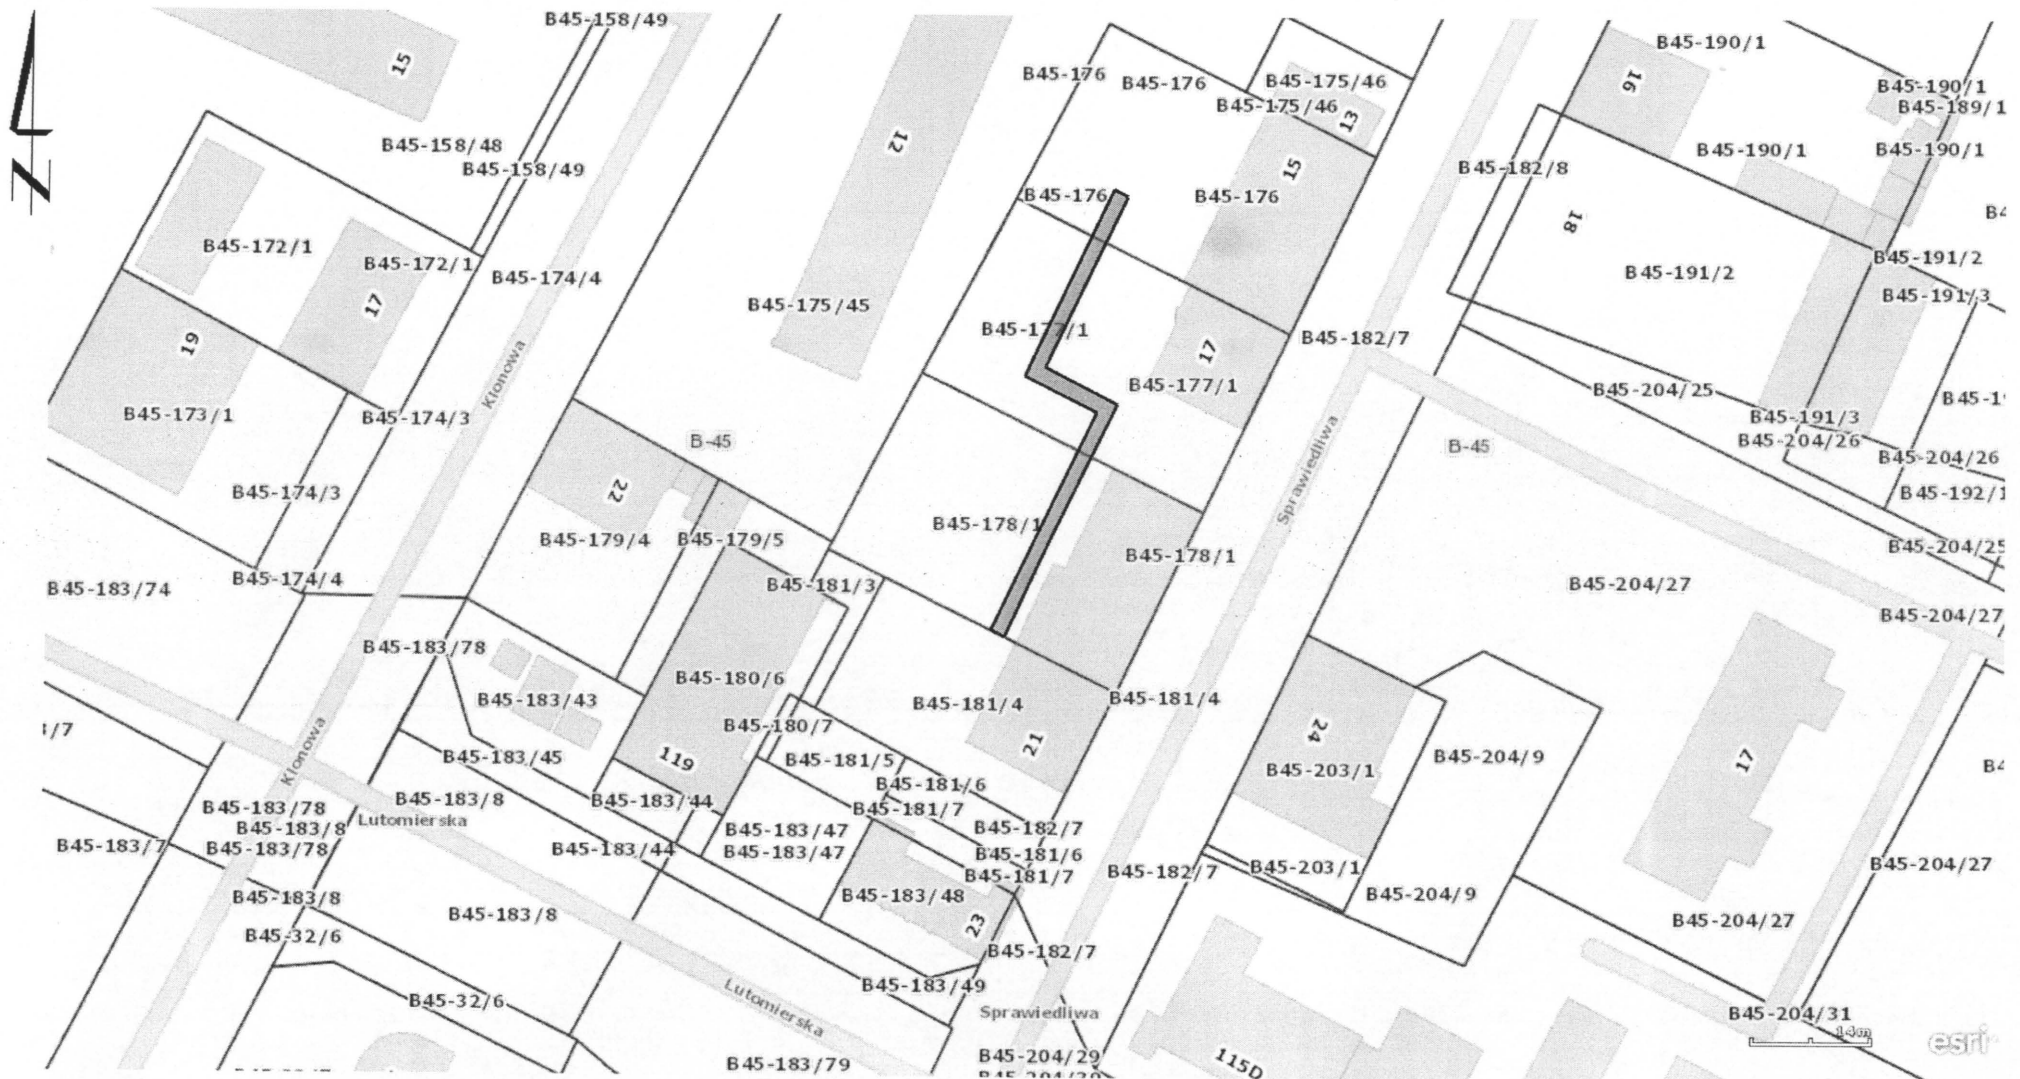 B45-158/49
15
B45-190/1
B45-176
B45-176
B45-175/46
B45-175/46
16
B45-190/1
B45-189/1
12
13
B45-158/48
B45-158/49
B45-190/1
B45-190/1
B45-182/8
15
B45-176
B45-176
18
B4
B45-172/1
B45-172/1
B45-174/4
B45-191/2
B45-191/2
B45-175/45
17
B45-191/3
B45-177/1
B45-182/7
19
Klonowa
17
B45-177/1
B45-204/25
B45-173/1
B45-174/3
B45-191/3
B45-204/26
B-45
B-45
Sprawiedliwa
B45-204/26
B45-174/3
22
B45-192/1
B45-178/1
B45-179/4
B45-179/5
B45-178/1
B45-204/25
B45-174/4
B45-183/74
B45-181/3
B45-204/27
B45-204/27
B45-183/78
B45-180/6
B45-183/43
B45-181/4
B45-181/4
B45-180/7
24
21
Klonowa
B45-183/45
119
B45-181/5
B45-203/1
B45-204/9
17
B4
B45-181/6
B45-183/8
B45-183/44
B45-181/7
B45-183/78
Lutomierska
B45-183/8
B45-183/47
B45-182/7
B45-183/7
B45-183/78
B45-183/44
B45-183/47
B45-181/6
B45-181/7
B45-182/7
B45-203/1
B45-204/27
B45-183/8
B45-183/48
B45-204/9
B45-183/8
23
B45-204/27
B45-32/6
B45-182/7
B45-183/49
B45-32/6
Lutomierska
Sprawiedliwa
B45-204/31
14m
esri
B45-204/29
B45-183/79
115D